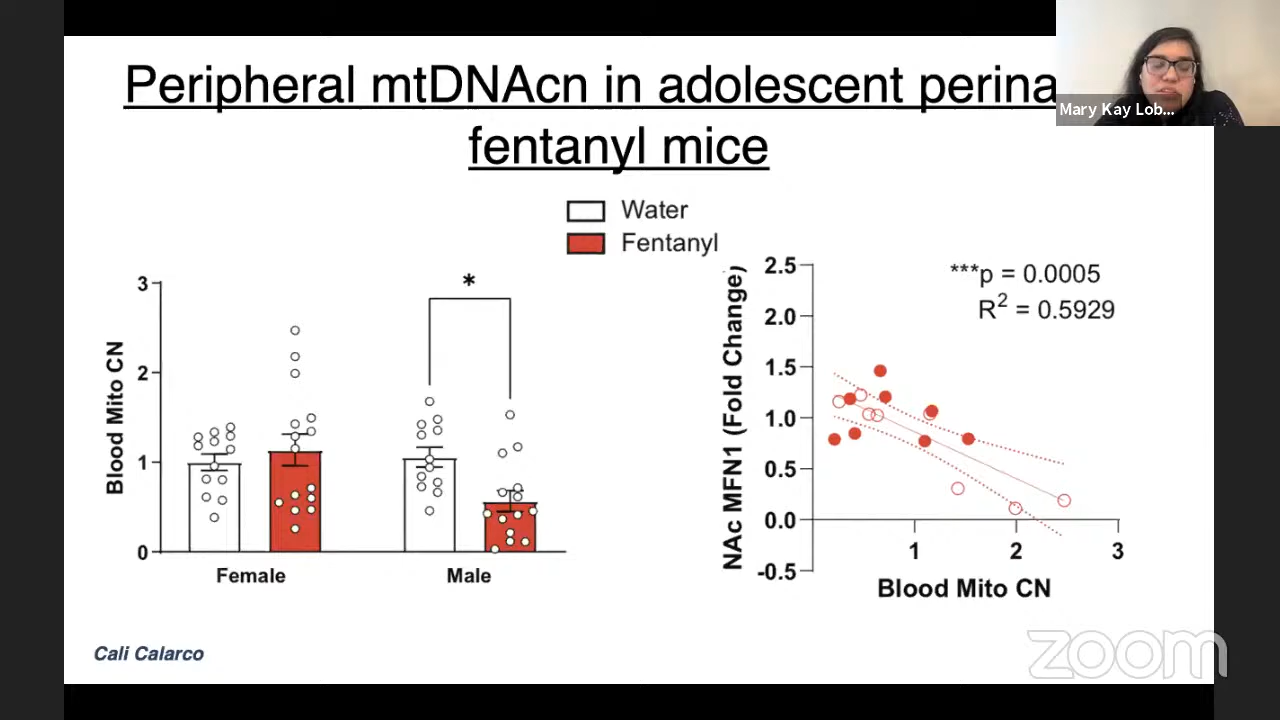 Peripheral mtDNAcn in adolescent perina
fentanyl mice
Mary Kay Lob...
Water
Fentanyl
3
2
1
0
Blood Mito CN
*
Female
Male
NAc MFN1 (Fold Change)
2.5
2.0
1.5
1.0
0.5
0.0
-0.5
***p = 0.0005
R² = 0.5929
1
2
3
Blood Mito CN
Cali Calarco
zoom